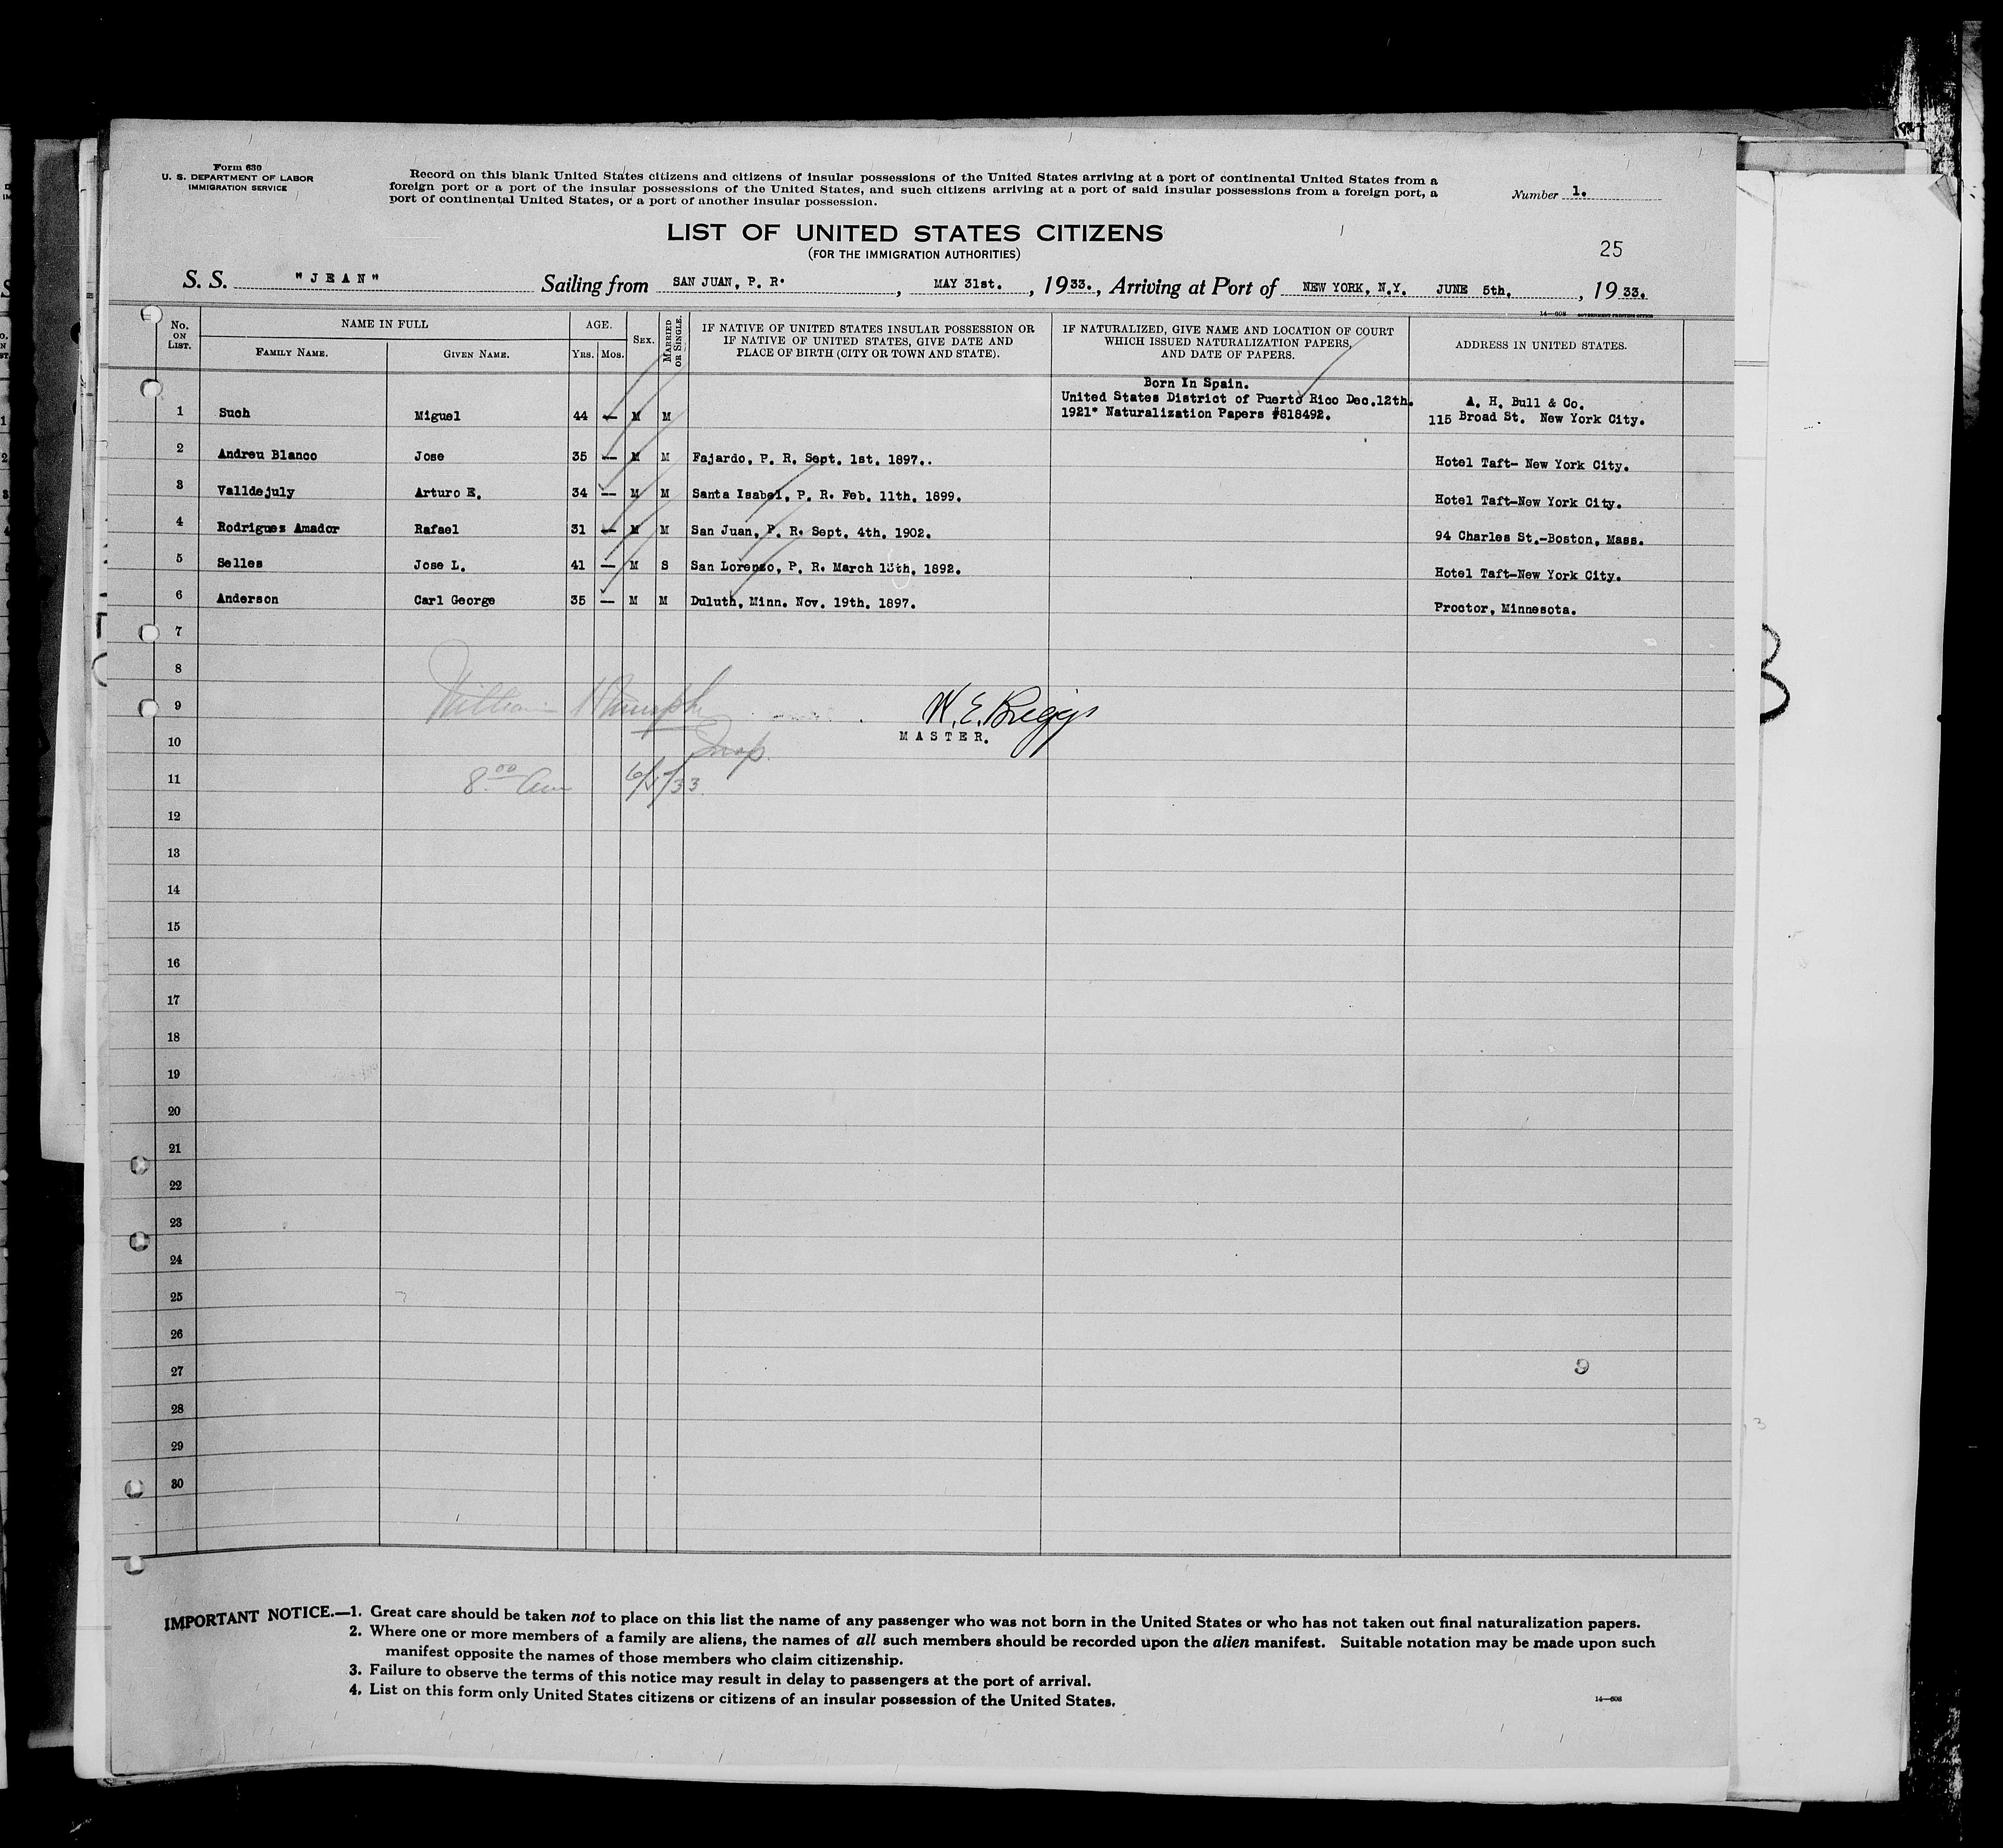 Form 630
U. S. DEPARTMENT OF LABOR
IMMIGRATION SERVICE
Record on this blank United States citizens and citizens of insular possessions of the United States arriving at a port of continental United States from a
foreign port or a port of the insular possessions of the United States, and such citizens arriving at a port of said insular possessions from a foreign port, a
port of continental United States, or a port of another insular possession.
Number 1.
LIST OF UNITED STATES CITIZENS
(FOR THE IMMIGRATION AUTHORITIES)
25
S. S. "JEAN" Sailing from SAN JUAN, P. R. , MAY 31st. , 1933., Arriving at Port of NEW YORK, N.Y. JUNE 5th. , 1933.
14—608 GOVERNMENT PRINTING OFFICE
No. ON LIST. NAME IN FULL FAMILY NAME. GIVEN NAME. AGE. YRS. MOS. SEX. MARRIED OR SINGLE. IF NATIVE OF UNITED STATES INSULAR POSSESSION OR IF NATIVE OF UNITED STATES, GIVE DATE AND PLACE OF BIRTH (CITY OR TOWN AND STATE). IF NATURALIZED, GIVE NAME AND LOCATION OF COURT WHICH ISSUED NATURALIZATION PAPERS, AND DATE OF PAPERS. ADDRESS IN UNITED STATES.
Born In Spain.
United States District of Puerto Rico Dec.12th. A. H. Bull & Co.
1 Such Miguel 44 — M M 1921* Naturalization Papers #818492. 115 Broad St. New York City.
2 Andreu Blanco Jose 35 — M M Fajardo, P. R. Sept. 1st. 1897.. Hotel Taft- New York City.
3 Valldejuly Arturo E. 34 — M M Santa Isabel, P. R. Feb. 11th. 1899. Hotel Taft-New York City.
4 Rodriguez Amador Rafael 31 — M M San Juan, P. R. Sept. 4th. 1902. 94 Charles St.-Boston, Mass.
5 Selles Jose L. 41 — M S San Lorenzo, P. R. March 15th, 1892. Hotel Taft-New York City.
6 Anderson Carl George 35 — M M Duluth, Minn. Nov. 19th. 1897. Proctor, Minnesota.
7
8
9 William W. E. Briggs
10 Insp. MASTER.
11 8:00 Am 6/5/33.
12
13
14
15
16
17
18
19
20
21
22
23
24
25
26
27
28
29
30
IMPORTANT NOTICE.—1. Great care should be taken not to place on this list the name of any passenger who was not born in the United States or who has not taken out final naturalization papers.
2. Where one or more members of a family are aliens, the names of all such members should be recorded upon the alien manifest. Suitable notation may be made upon such
manifest opposite the names of those members who claim citizenship.
3. Failure to observe the terms of this notice may result in delay to passengers at the port of arrival.
4. List on this form only United States citizens or citizens of an insular possession of the United States.
14—608